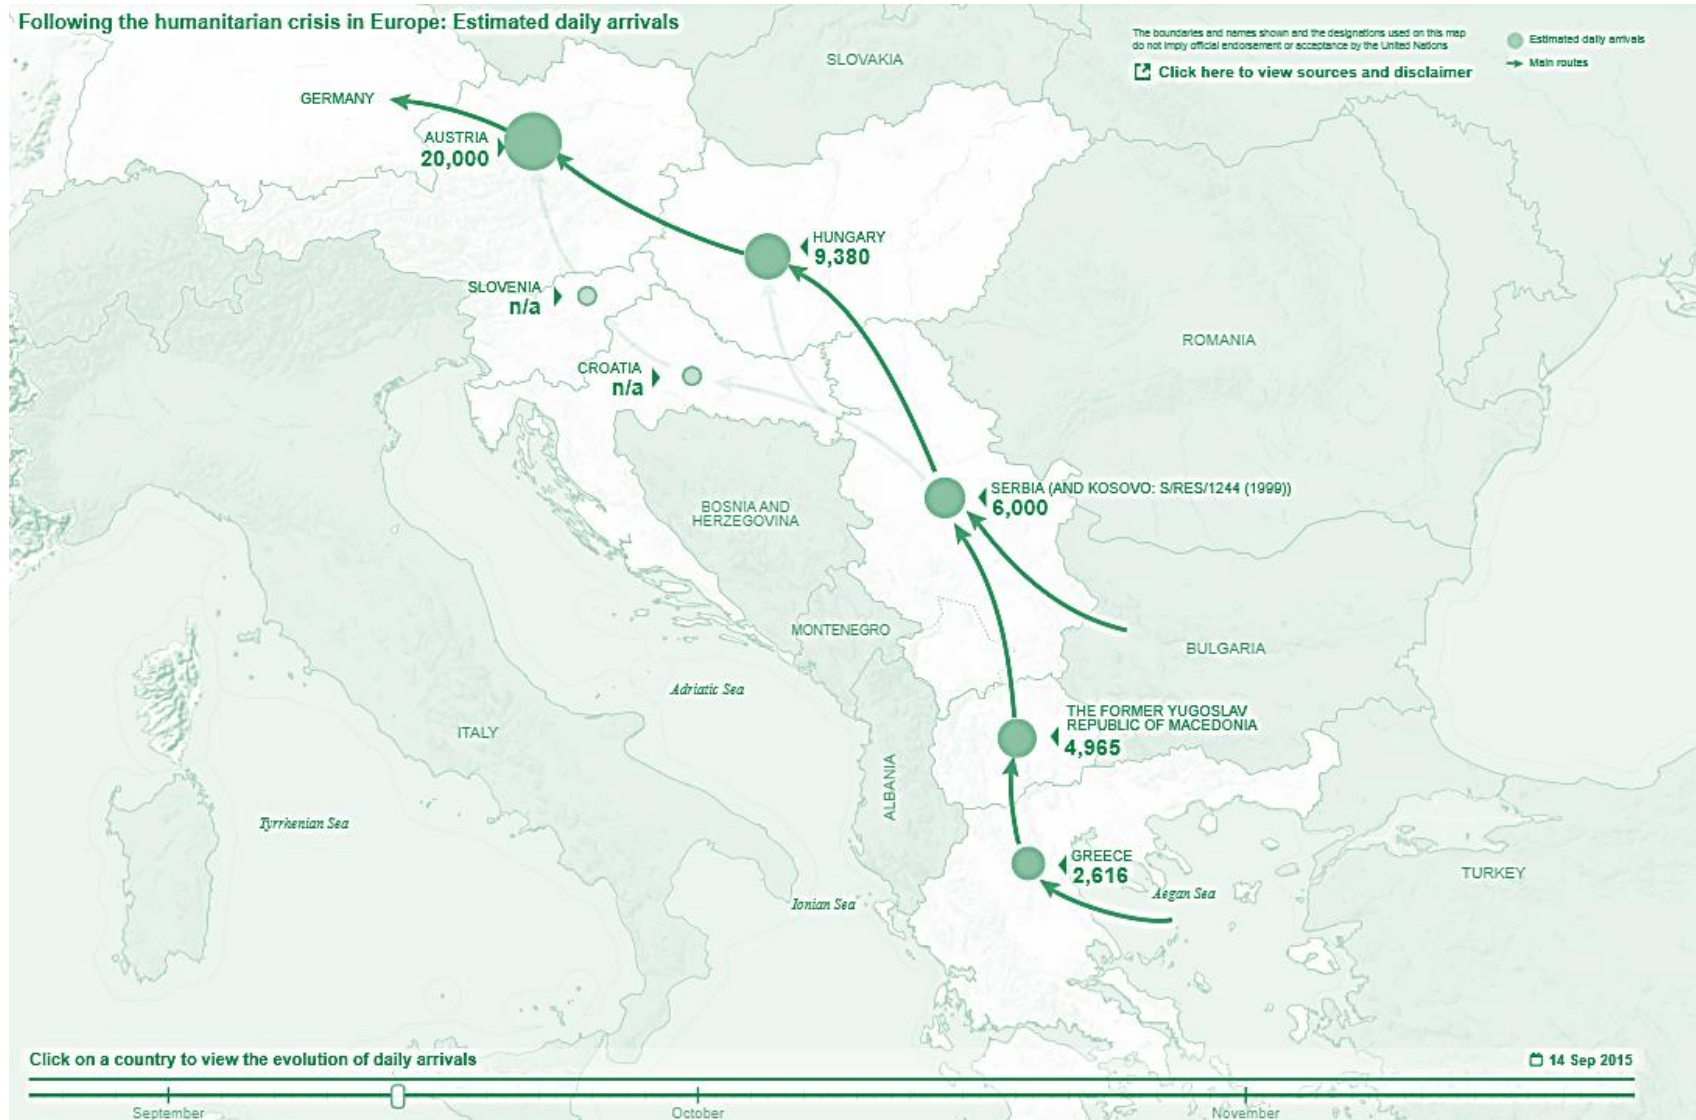 Following the humanitarian crisis in Europe: Estimated daily arrivals
The boundaries and names shown and the designations used on this map
do not imply official endorsement or acceptance by the United Nations
Click here to view sources and disclaimer
Estimated daily arrivals
Main routes
SLOVAKIA
GERMANY
AUSTRIA
20,000
HUNGARY
9,380
SLOVENIA
n/a
CROATIA
n/a
ROMANIA
SERBIA (AND KOSOVO: S/RES/1244 (1999))
6,000
BOSNIA AND
HERZEGOVINA
MONTENEGRO
BULGARIA
Adriatic Sea
THE FORMER YUGOSLAV
REPUBLIC OF MACEDONIA
4,965
ITALY
ALBANIA
Tyrrhenian Sea
GREECE
2,616
TURKEY
Aegan Sea
Ionian Sea
Click on a country to view the evolution of daily arrivals
14 Sep 2015
September
October
November